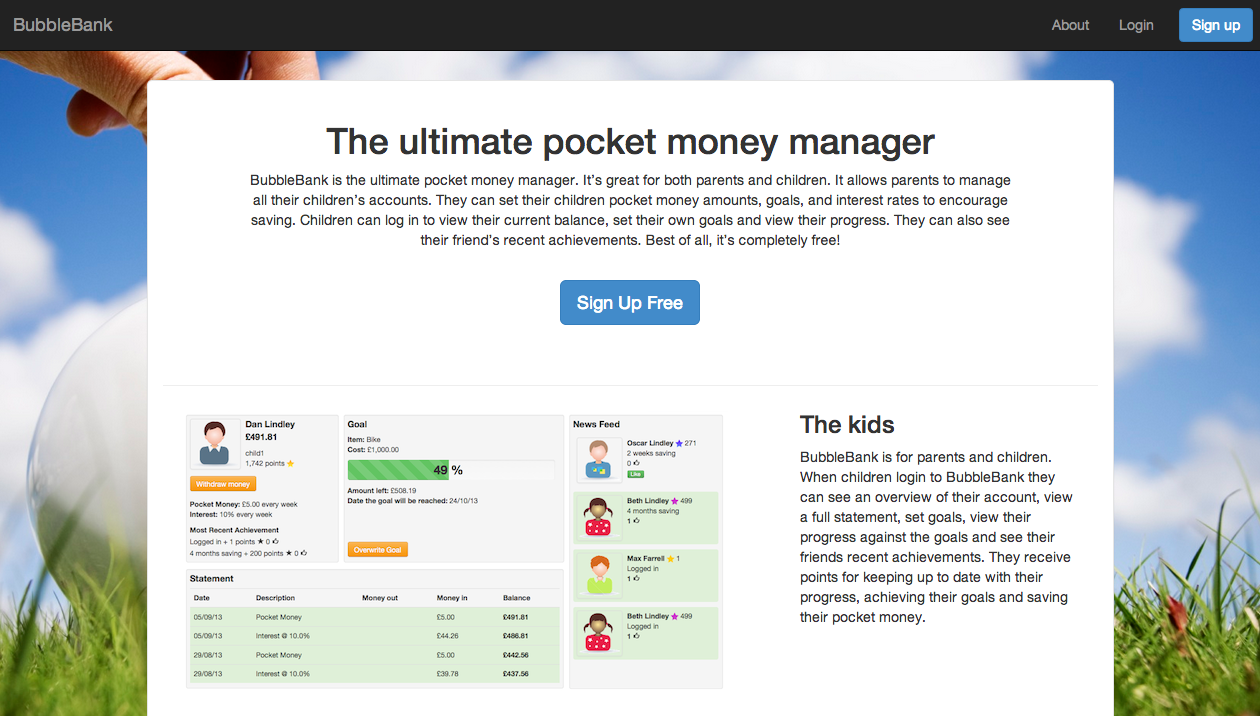 BubbleBank
About Login Sign up
The ultimate pocket money manager
BubbleBank is the ultimate pocket money manager. It's great for both parents and children. It allows parents to manage
all their children's accounts. They can set their children pocket money amounts, goals, and interest rates to encourage
saving. Children can log in to view their current balance, set their own goals and view their progress. They can also see
their friend's recent achievements. Best of all, it's completely free!
Sign Up Free
Dan Lindley
£491.81
child1
1,742 points
Withdraw money
Pocket Money: £5.00 every week
Interest: 10% every week
Most Recent Achievement
Logged in + 1 points ★ 0
4 months saving + 200 points ★ 0
Goal
Item: Bike
Cost: £1,000.00
49 %
Amount left: £508.19
Date the goal will be reached: 24/10/13
Overwrite Goal
Statement
Date Description Money out Money in Balance
05/09/13 Pocket Money £5.00 £491.81
05/09/13 Interest @ 10.0% £44.26 £486.81
29/08/13 Pocket Money £5.00 £442.56
29/08/13 Interest @ 10.0% £39.78 £437.56
News Feed
Oscar Lindley ★ 271
2 weeks saving
0
Like
Beth Lindley ★ 499
4 months saving
1
Max Farrell ★ 1
Logged in
1
Beth Lindley ★ 499
Logged in
1
The kids
BubbleBank is for parents and children.
When children login to BubbleBank they
can see an overview of their account, view
a full statement, set goals, view their
progress against the goals and see their
friends recent achievements. They receive
points for keeping up to date with their
progress, achieving their goals and saving
their pocket money.